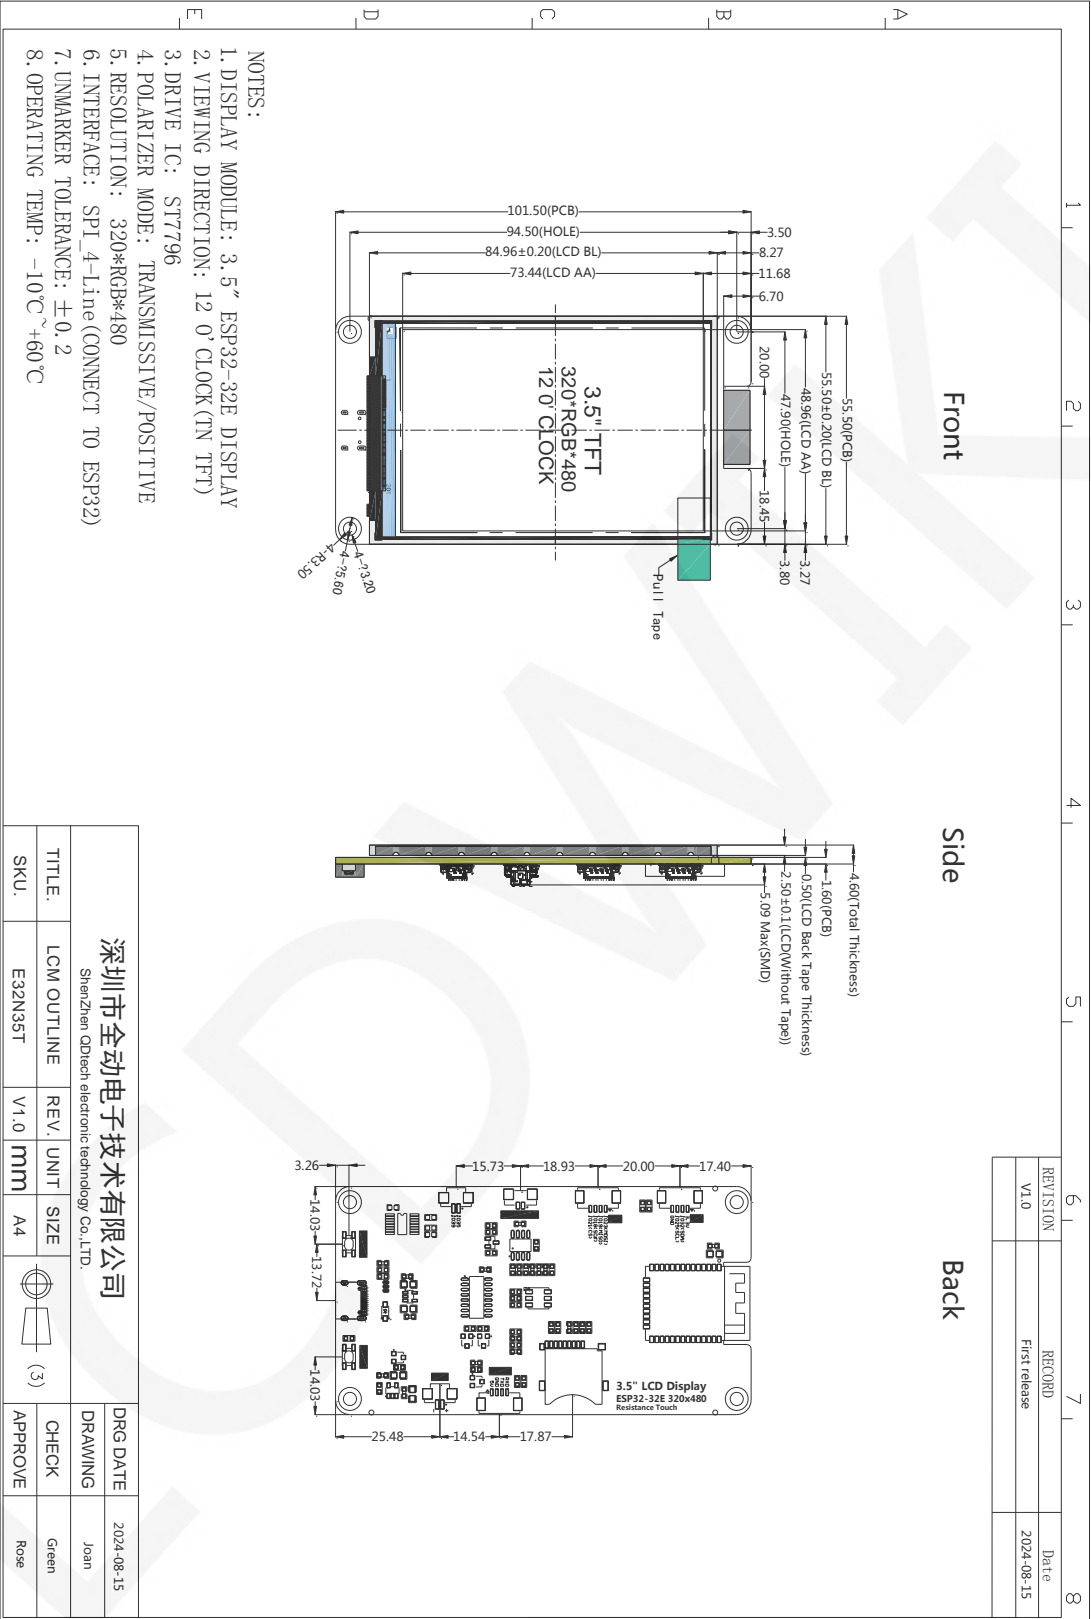 1
2
3
4
5
6
7
8
A
B
C
D
E
REVISION
RECORD
Date
V1.0
First release
2024-08-15
Front
Side
Back
55.50(PCB)
55.50±0.20(LCD BL)
48.96(LCD AA)
47.90(HOLE)
20.00
18.45
3.27
3.80
101.50(PCB)
94.50(HOLE)
84.96±0.20(LCD BL)
73.44(LCD AA)
3.50
8.27
11.68
6.70
3.5" TFT
320*RGB*480
12 0' CLOCK
Pull Tape
4-?3.20
4-?5.60
4-R3.50
4.60(Total Thickness)
1.60(PCB)
0.50(LCD Back Tape Thickness)
2.50±0.1(LCD(Without Tape))
5.09 Max(SMD)
17.40
20.00
18.93
15.73
3.26
14.03
13.72
14.03
25.48
14.54
17.87
3.5" LCD Display
ESP32-32E 320x480
Resistance Touch
NOTES:
1. DISPLAY MODULE: 3.5″ ESP32-32E DISPLAY
2. VIEWING DIRECTION: 12 O’CLOCK(TN TFT)
3. DRIVE IC: ST7796
4. POLARIZER MODE: TRANSMISSIVE/POSITIVE
5. RESOLUTION: 320*RGB*480
6. INTERFACE: SPI_4-Line(CONNECT TO ESP32)
7. UNMARKER TOLERANCE: ±0.2
8. OPERATING TEMP: -10℃~+60℃
深圳市全动电子技术有限公司
ShenZhen QDtech electronic technology Co.,LTD.
TITLE.
LCM OUTLINE
REV.
UNIT
SIZE
SKU.
E32N35T
V1.0
mm
A4
(3)
DRG DATE
2024-08-15
DRAWING
Joan
CHECK
Green
APPROVE
Rose
LCDWIKI